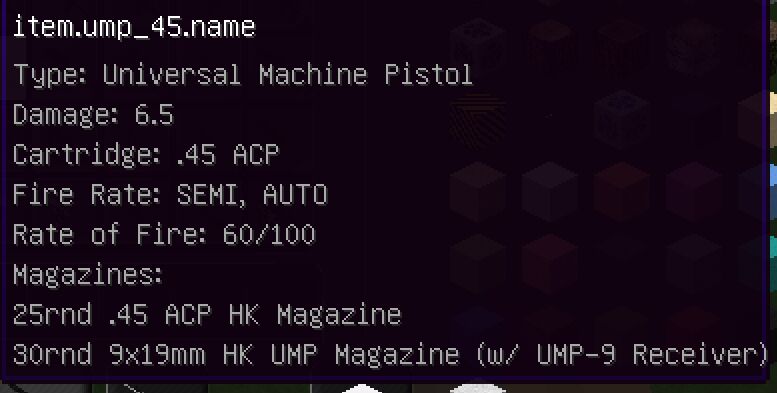 item.ump_45.name
Type: Universal Machine Pistol
Damage: 6.5
Cartridge: .45 ACP
Fire Rate: SEMI, AUTO
Rate of Fire: 60/100
Magazines:
25rnd .45 ACP HK Magazine
30rnd 9x19mm HK UMP Magazine (w/ UMP-9 Receiver)